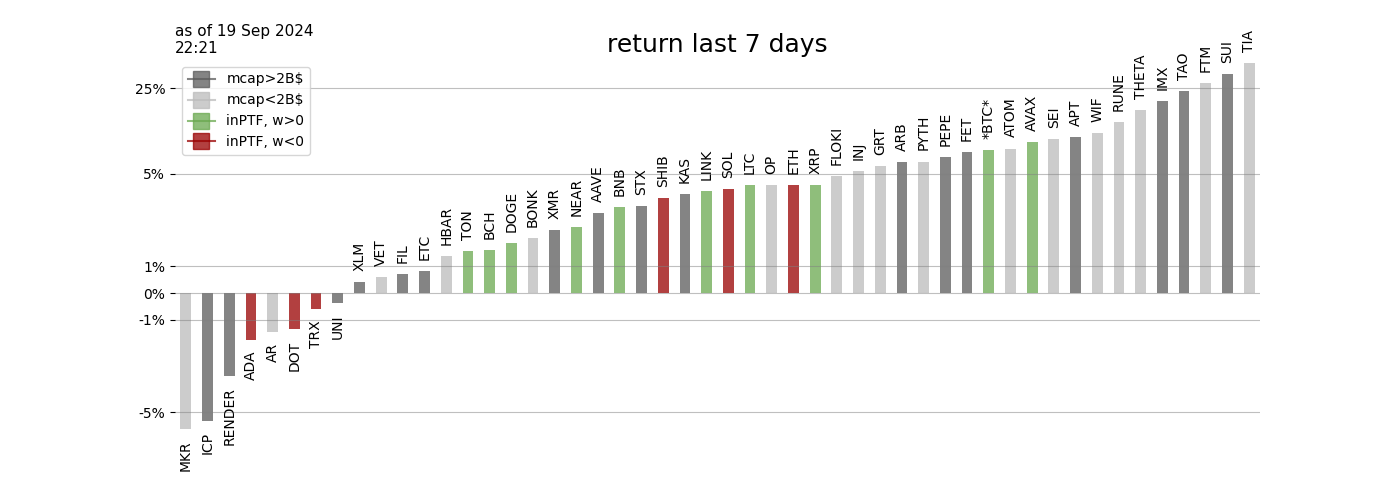 as of 19 Sep 2024
22:21
return last 7 days
mcap>2B$
mcap<2B$
inPTF, w>0
inPTF, w<0
25%
5%
1%
0%
-1%
-5%
MKR
ICP
RENDER
ADA
AR
DOT
TRX
UNI
XLM
VET
FIL
ETC
HBAR
TON
BCH
DOGE
BONK
XMR
NEAR
AAVE
BNB
STX
SHIB
KAS
LINK
SOL
LTC
OP
ETH
XRP
FLOKI
INJ
GRT
ARB
PYTH
PEPE
FET
*BTC*
ATOM
AVAX
SEI
APT
WIF
RUNE
THETA
IMX
TAO
FTM
SUI
TIA